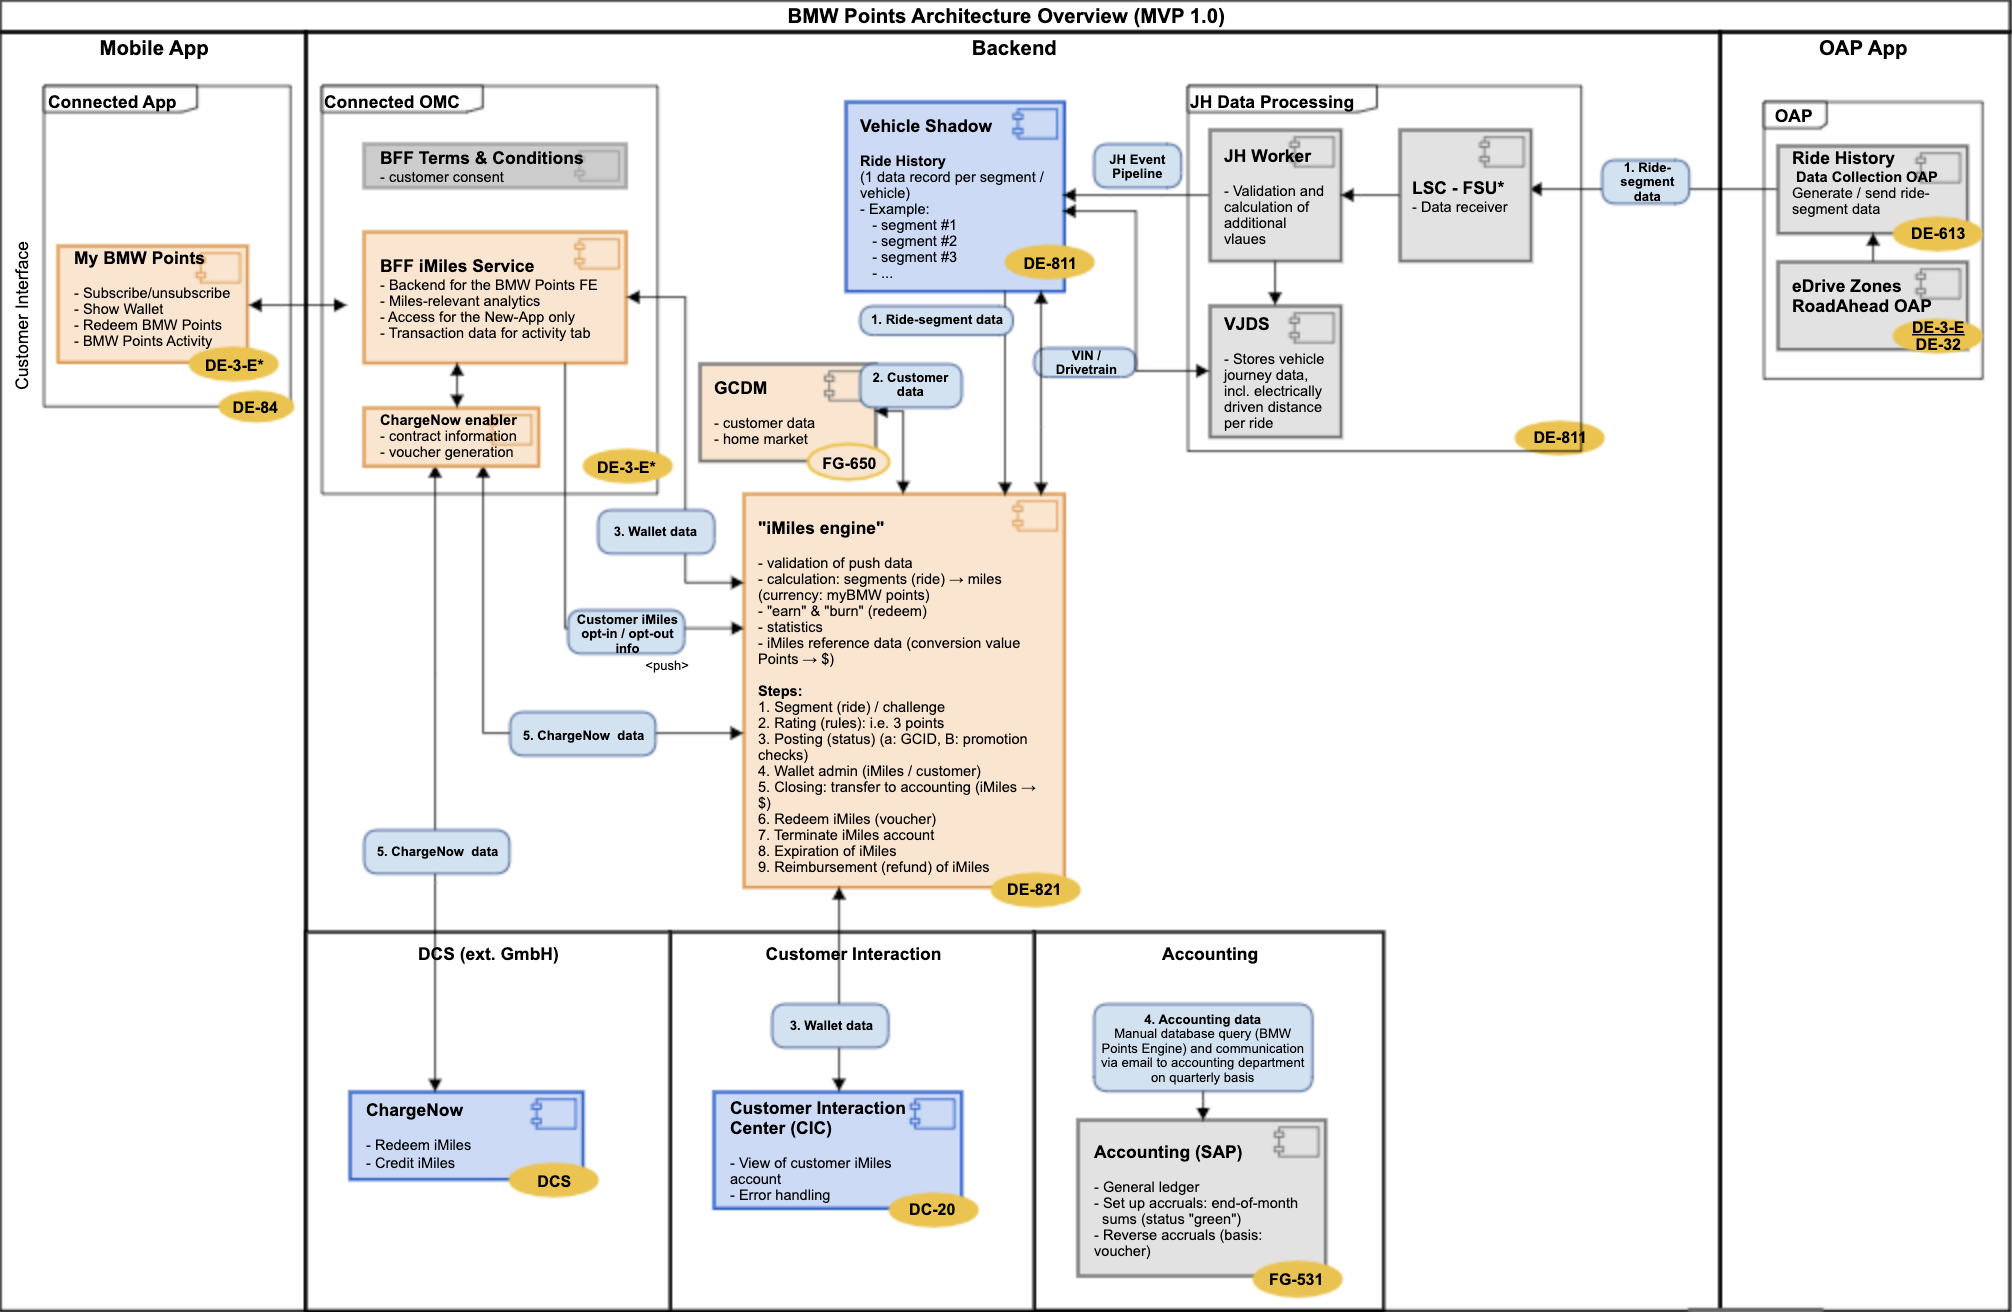 BMW Points Architecture Overview (MVP 1.0)
Mobile App
Backend
OAP App
Customer Interface
Connected App
My BMW Points
- Subscribe/unsubscribe
- Show Wallet
- Redeem BMW Points
- BMW Points Activity
DE-3-E*
DE-84
Connected OMC
BFF Terms & Conditions
- customer consent
BFF iMiles Service
- Backend for the BMW Points FE
- Miles-relevant analytics
- Access for the New-App only
- Transaction data for activity tab
ChargeNow enabler
- contract information
- voucher generation
DE-3-E*
Vehicle Shadow
Ride History
(1 data record per segment /
vehicle)
- Example:
- segment #1
- segment #2
- segment #3
- ...
DE-811
JH Event
Pipeline
JH Data Processing
JH Worker
- Validation and
calculation of
additional
vlaues
LSC - FSU*
- Data receiver
VJDS
- Stores vehicle
journey data,
incl. electrically
driven distance
per ride
DE-811
1. Ride-
segment
data
OAP
Ride History
Data Collection OAP
Generate / send ride-
segment data
DE-613
eDrive Zones
RoadAhead OAP
DE-3-E
DE-32
1. Ride-segment data
VIN /
Drivetrain
GCDM
- customer data
- home market
FG-650
2. Customer
data
3. Wallet data
Customer iMiles
opt-in / opt-out
info
<push>
5. ChargeNow  data
5. ChargeNow  data
"iMiles engine"
- validation of push data
- calculation: segments (ride) → miles
(currency: myBMW points)
- "earn" & "burn" (redeem)
- statistics
- iMiles reference data (conversion value
Points → $)
Steps:
1. Segment (ride) / challenge
2. Rating (rules): i.e. 3 points
3. Posting (status) (a: GCID, B: promotion
checks)
4. Wallet admin (iMiles / customer)
5. Closing: transfer to accounting (iMiles →
$)
6. Redeem iMiles (voucher)
7. Terminate iMiles account
8. Expiration of iMiles
9. Reimbursement (refund) of iMiles
DE-821
DCS (ext. GmbH)
ChargeNow
- Redeem iMiles
- Credit iMiles
DCS
Customer Interaction
3. Wallet data
Customer Interaction
Center (CIC)
- View of customer iMiles
account
- Error handling
DC-20
Accounting
4. Accounting data
Manual database query (BMW
Points Engine) and communication
via email to accounting department
on quarterly basis
Accounting (SAP)
- General ledger
- Set up accruals: end-of-month
sums (status "green")
- Reverse accruals (basis:
voucher)
FG-531